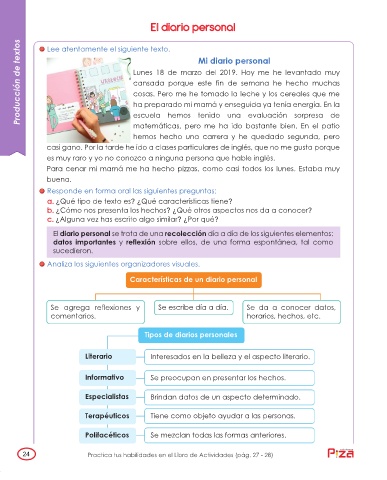 El diario personal
Producción de textos
Lee atentamente el siguiente texto.
Mi diario personal
Lunes 18 de marzo del 2019. Hoy me he levantado muy
cansada porque este fin de semana he hecho muchas
cosas. Pero me he tomado la leche y los cereales que me
ha preparado mi mamá y enseguida ya tenía energía. En la
escuela hemos tenido una evaluación sorpresa de
matemáticas, pero me ha ido bastante bien. En el patio
hemos hecho una carrera y he quedado segunda, pero
casi gano. Por la tarde he ido a clases particulares de inglés, que no me gusta porque
es muy raro y yo no conozco a ninguna persona que hable inglés.
Para cenar mi mamá me ha hecho pizzas, como casi todos los lunes. Estaba muy
buena.
Responde en forma oral las siguientes preguntas:
a. ¿Qué tipo de texto es? ¿Qué características tiene?
b. ¿Cómo nos presenta los hechos? ¿Qué otros aspectos nos da a conocer?
c. ¿Alguna vez has escrito algo similar? ¿Por qué?
El diario personal se trata de una recolección día a día de los siguientes elementos:
datos importantes y reflexión sobre ellos, de una forma espontánea, tal como
sucedieron.
Analiza los siguientes organizadores visuales.
Características de un diario personal
Se agrega reflexiones y
comentarios.
Se escribe día a día.
Se da a conocer datos,
horarios, hechos, etc.
Tipos de diarios personales
Literario
Interesados en la belleza y el aspecto literario.
Informativo
Se preocupan en presentar los hechos.
Especialistas
Brindan datos de un aspecto determinado.
Terapéuticos
Tiene como objeto ayudar a las personas.
Polifacéticos
Se mezclan todas las formas anteriores.
24
Practica tus habilidades en el Libro de Actividades (pág. 27 - 28)